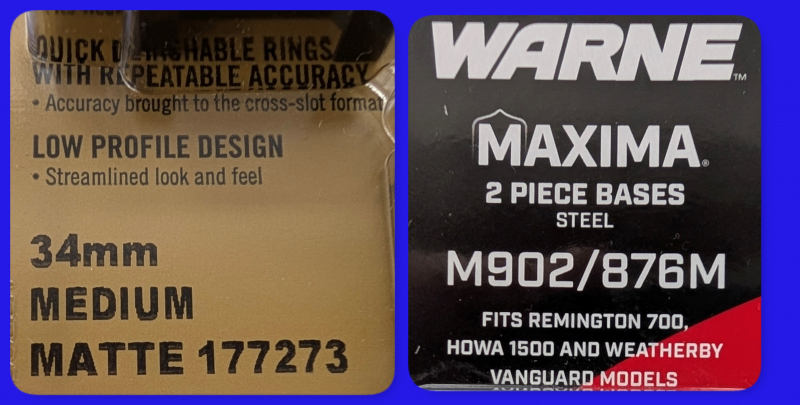 QUICK DETACHABLE RINGS
WITH REPEATABLE ACCURACY
• Accuracy brought to the cross-slot format
LOW PROFILE DESIGN
• Streamlined look and feel
34mm
MEDIUM
MATTE 177273
WARNE™
MAXIMA®
2 PIECE BASES
STEEL
M902/876M
FITS REMINGTON 700,
HOWA 1500 AND WEATHERBY
VANGUARD MODELS